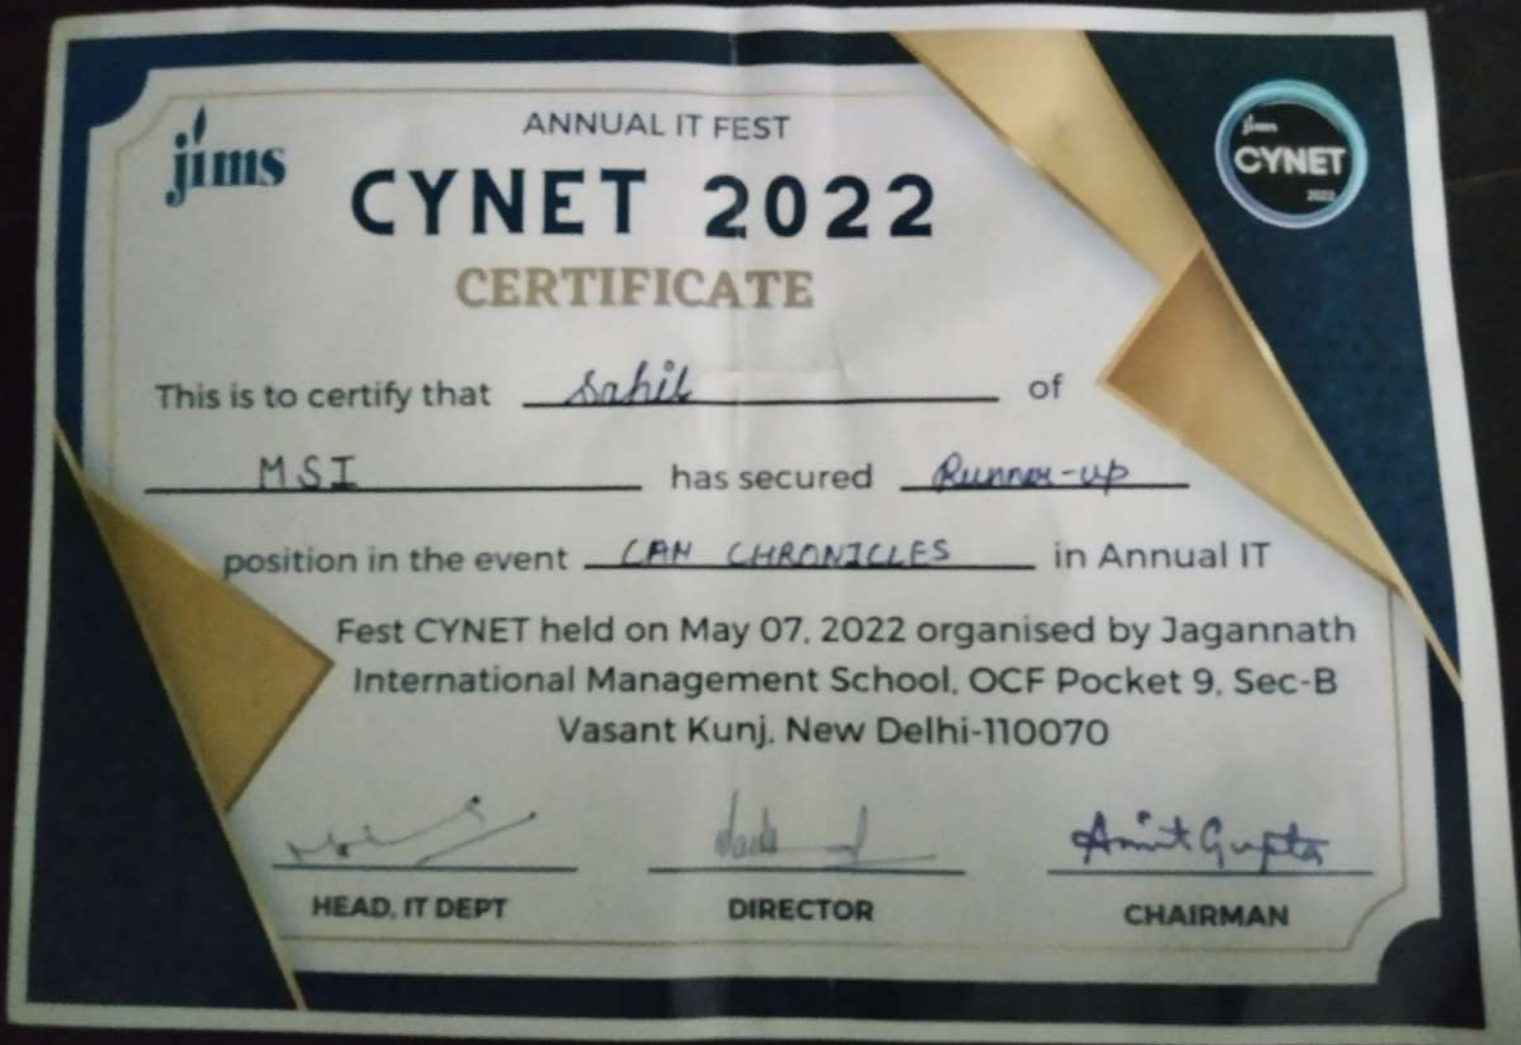 jims
ANNUAL IT FEST
CYNET 2022
CERTIFICATE
jims
CYNET
2022
This is to certify that Sahil of
MSI has secured Runner-up
position in the event LAN CHRONICLES in Annual IT
Fest CYNET held on May 07, 2022 organised by Jagannath
International Management School, OCF Pocket 9, Sec-B
Vasant Kunj, New Delhi-110070
Amit Gupta
HEAD, IT DEPT DIRECTOR CHAIRMAN